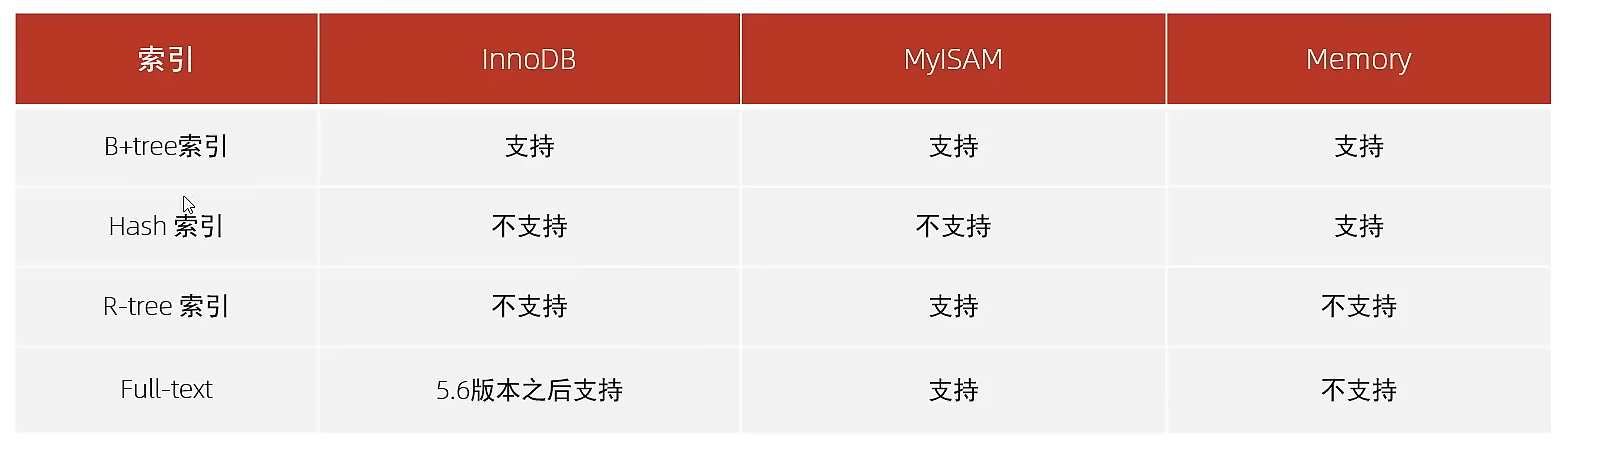 索引 InnoDB MyISAM Memory
B+tree索引 支持 支持 支持
Hash 索引 不支持 不支持 支持
R-tree 索引 不支持 支持 不支持
Full-text 5.6版本之后支持 支持 不支持